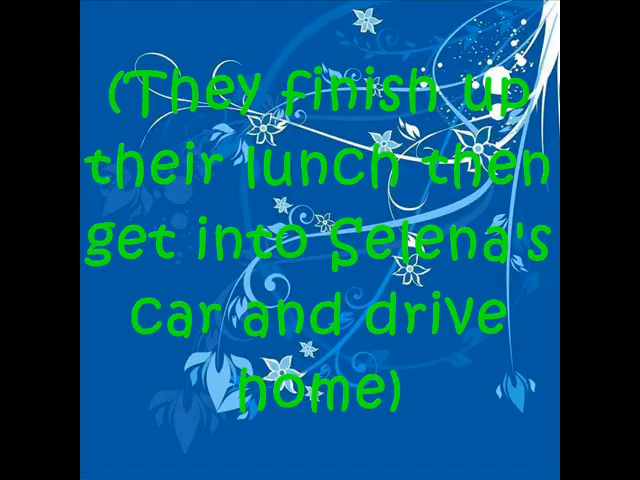 (They finish up
their lunch then
get into Selena's
car and drive
home)